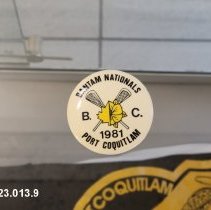 BANTAM NATIONALS
B. C.
1981
PORT COQUITLAM
COQUITLAM
23.013.9